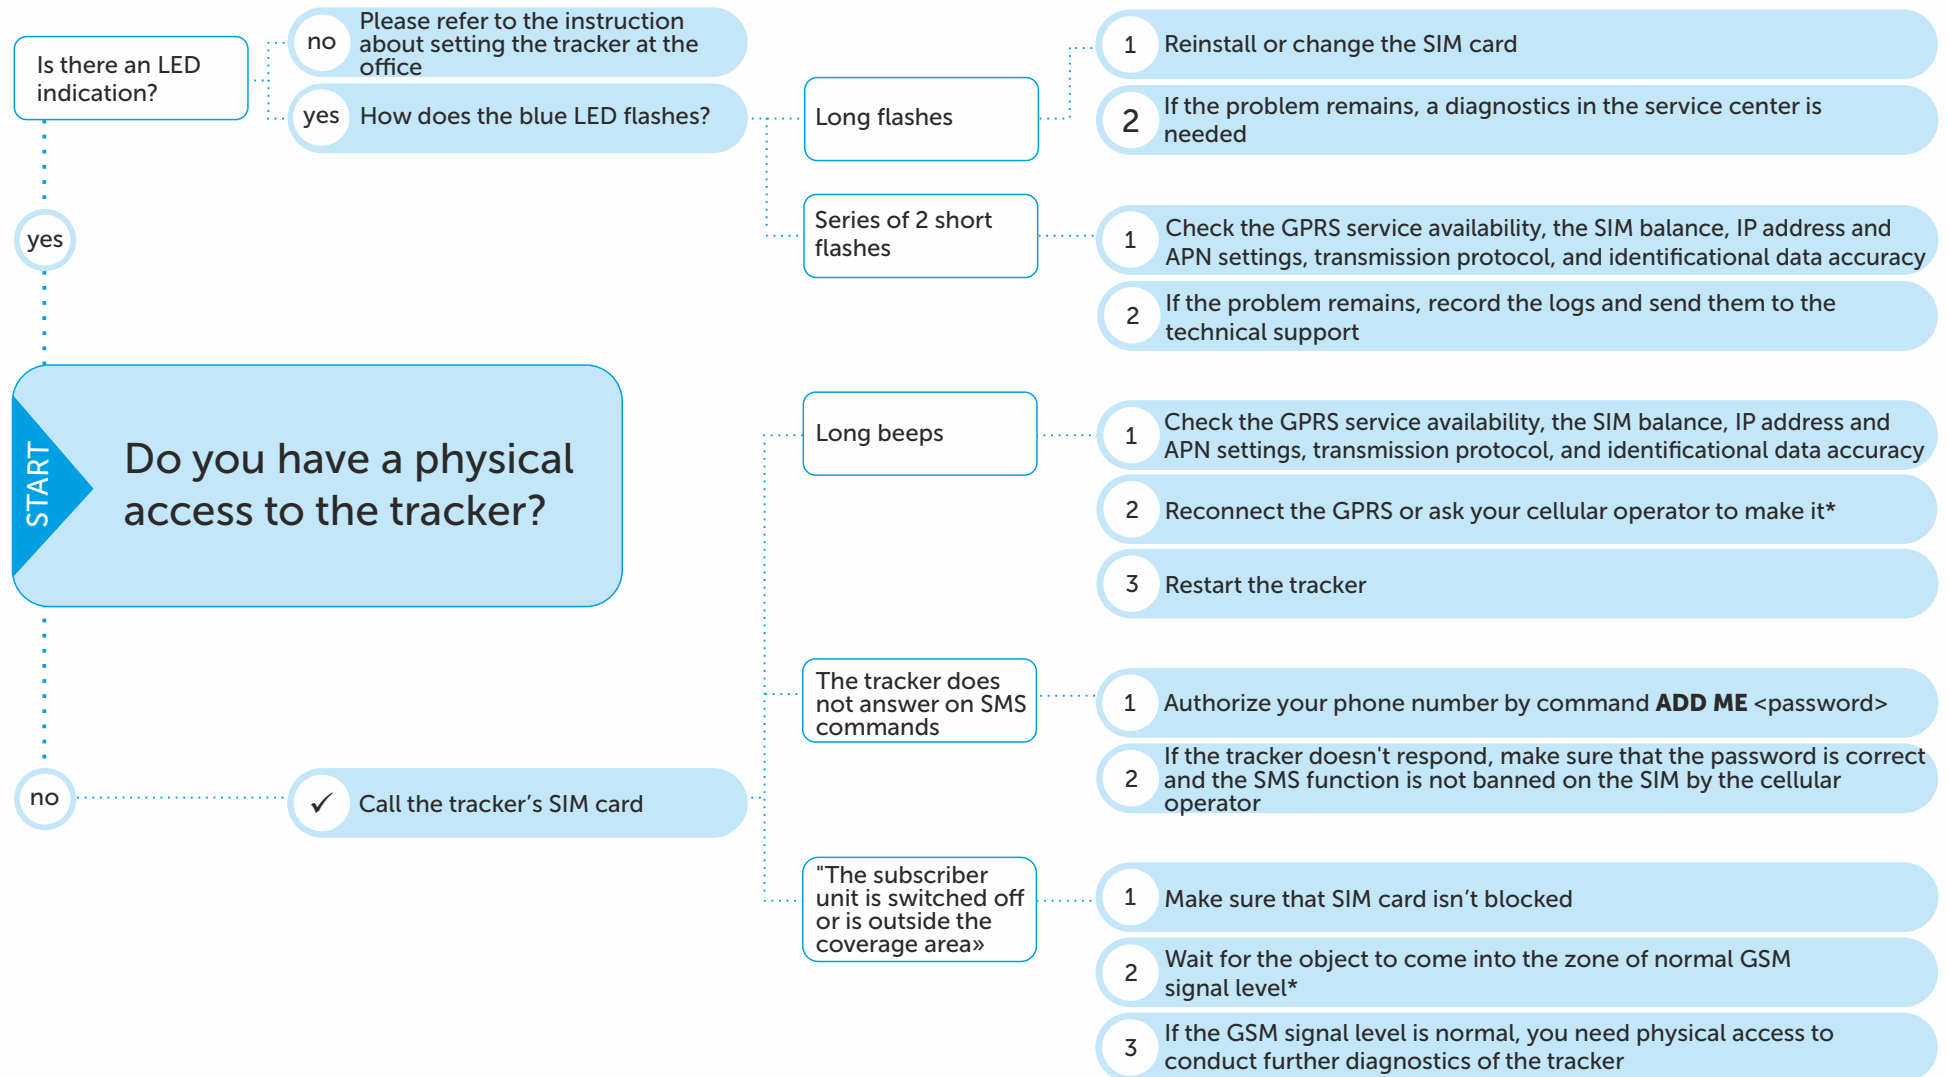 Is there an LED
indication?
no
Please refer to the instruction
about setting the tracker at the
office
yes
How does the blue LED flashes?
Long flashes
1
Reinstall or change the SIM card
2
If the problem remains, a diagnostics in the service center is
needed
Series of 2 short
flashes
1
Check the GPRS service availability, the SIM balance, IP address and
APN settings, transmission protocol, and identificational data accuracy
2
If the problem remains, record the logs and send them to the
technical support
yes
START
Do you have a physical
access to the tracker?
no
✓
Call the tracker’s SIM card
Long beeps
1
Check the GPRS service availability, the SIM balance, IP address and
APN settings, transmission protocol, and identificational data accuracy
2
Reconnect the GPRS or ask your cellular operator to make it*
3
Restart the tracker
The tracker does
not answer on SMS
commands
1
Authorize your phone number by command ADD ME <password>
2
If the tracker doesn't respond, make sure that the password is correct
and the SMS function is not banned on the SIM by the cellular
operator
"The subscriber
unit is switched off
or is outside the
coverage area»
1
Make sure that SIM card isn’t blocked
2
Wait for the object to come into the zone of normal GSM
signal level*
3
If the GSM signal level is normal, you need physical access to
conduct further diagnostics of the tracker